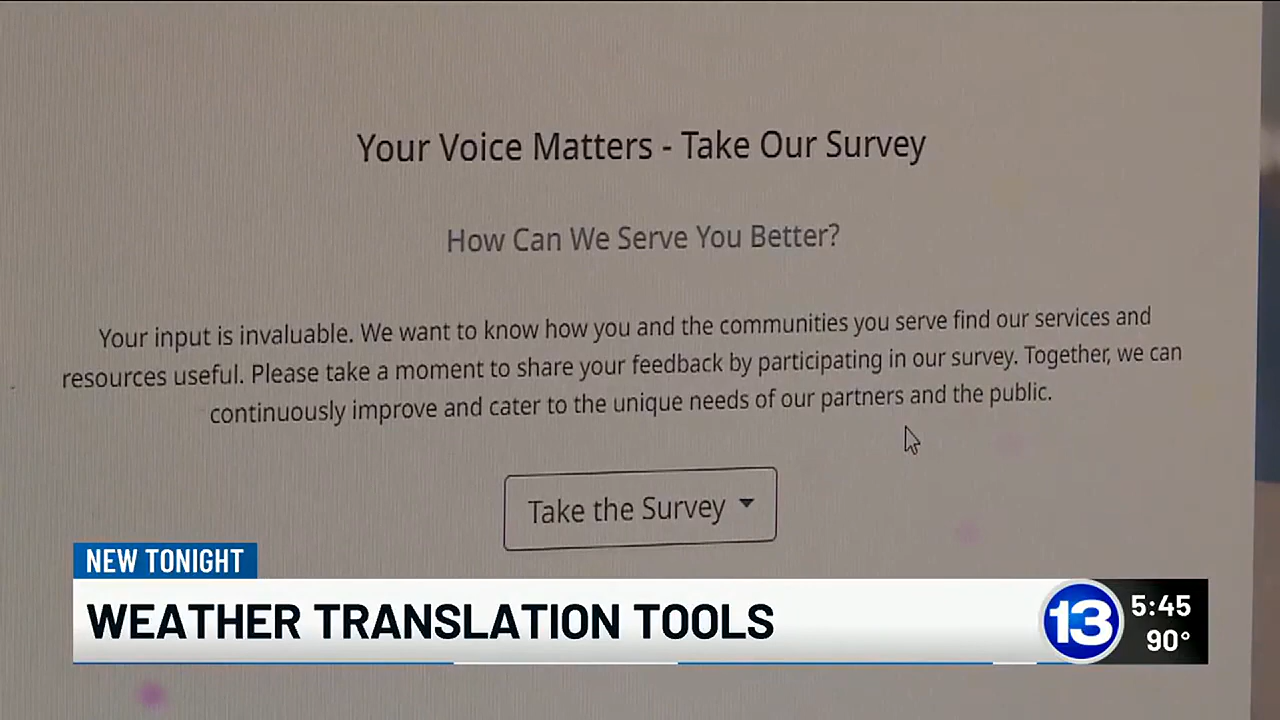 Your Voice Matters - Take Our Survey
How Can We Serve You Better?
Your input is invaluable. We want to know how you and the communities you serve find our services and
resources useful. Please take a moment to share your feedback by participating in our survey. Together, we can
continuously improve and cater to the unique needs of our partners and the public.
Take the Survey
NEW TONIGHT
WEATHER TRANSLATION TOOLS
13
5:45
90°